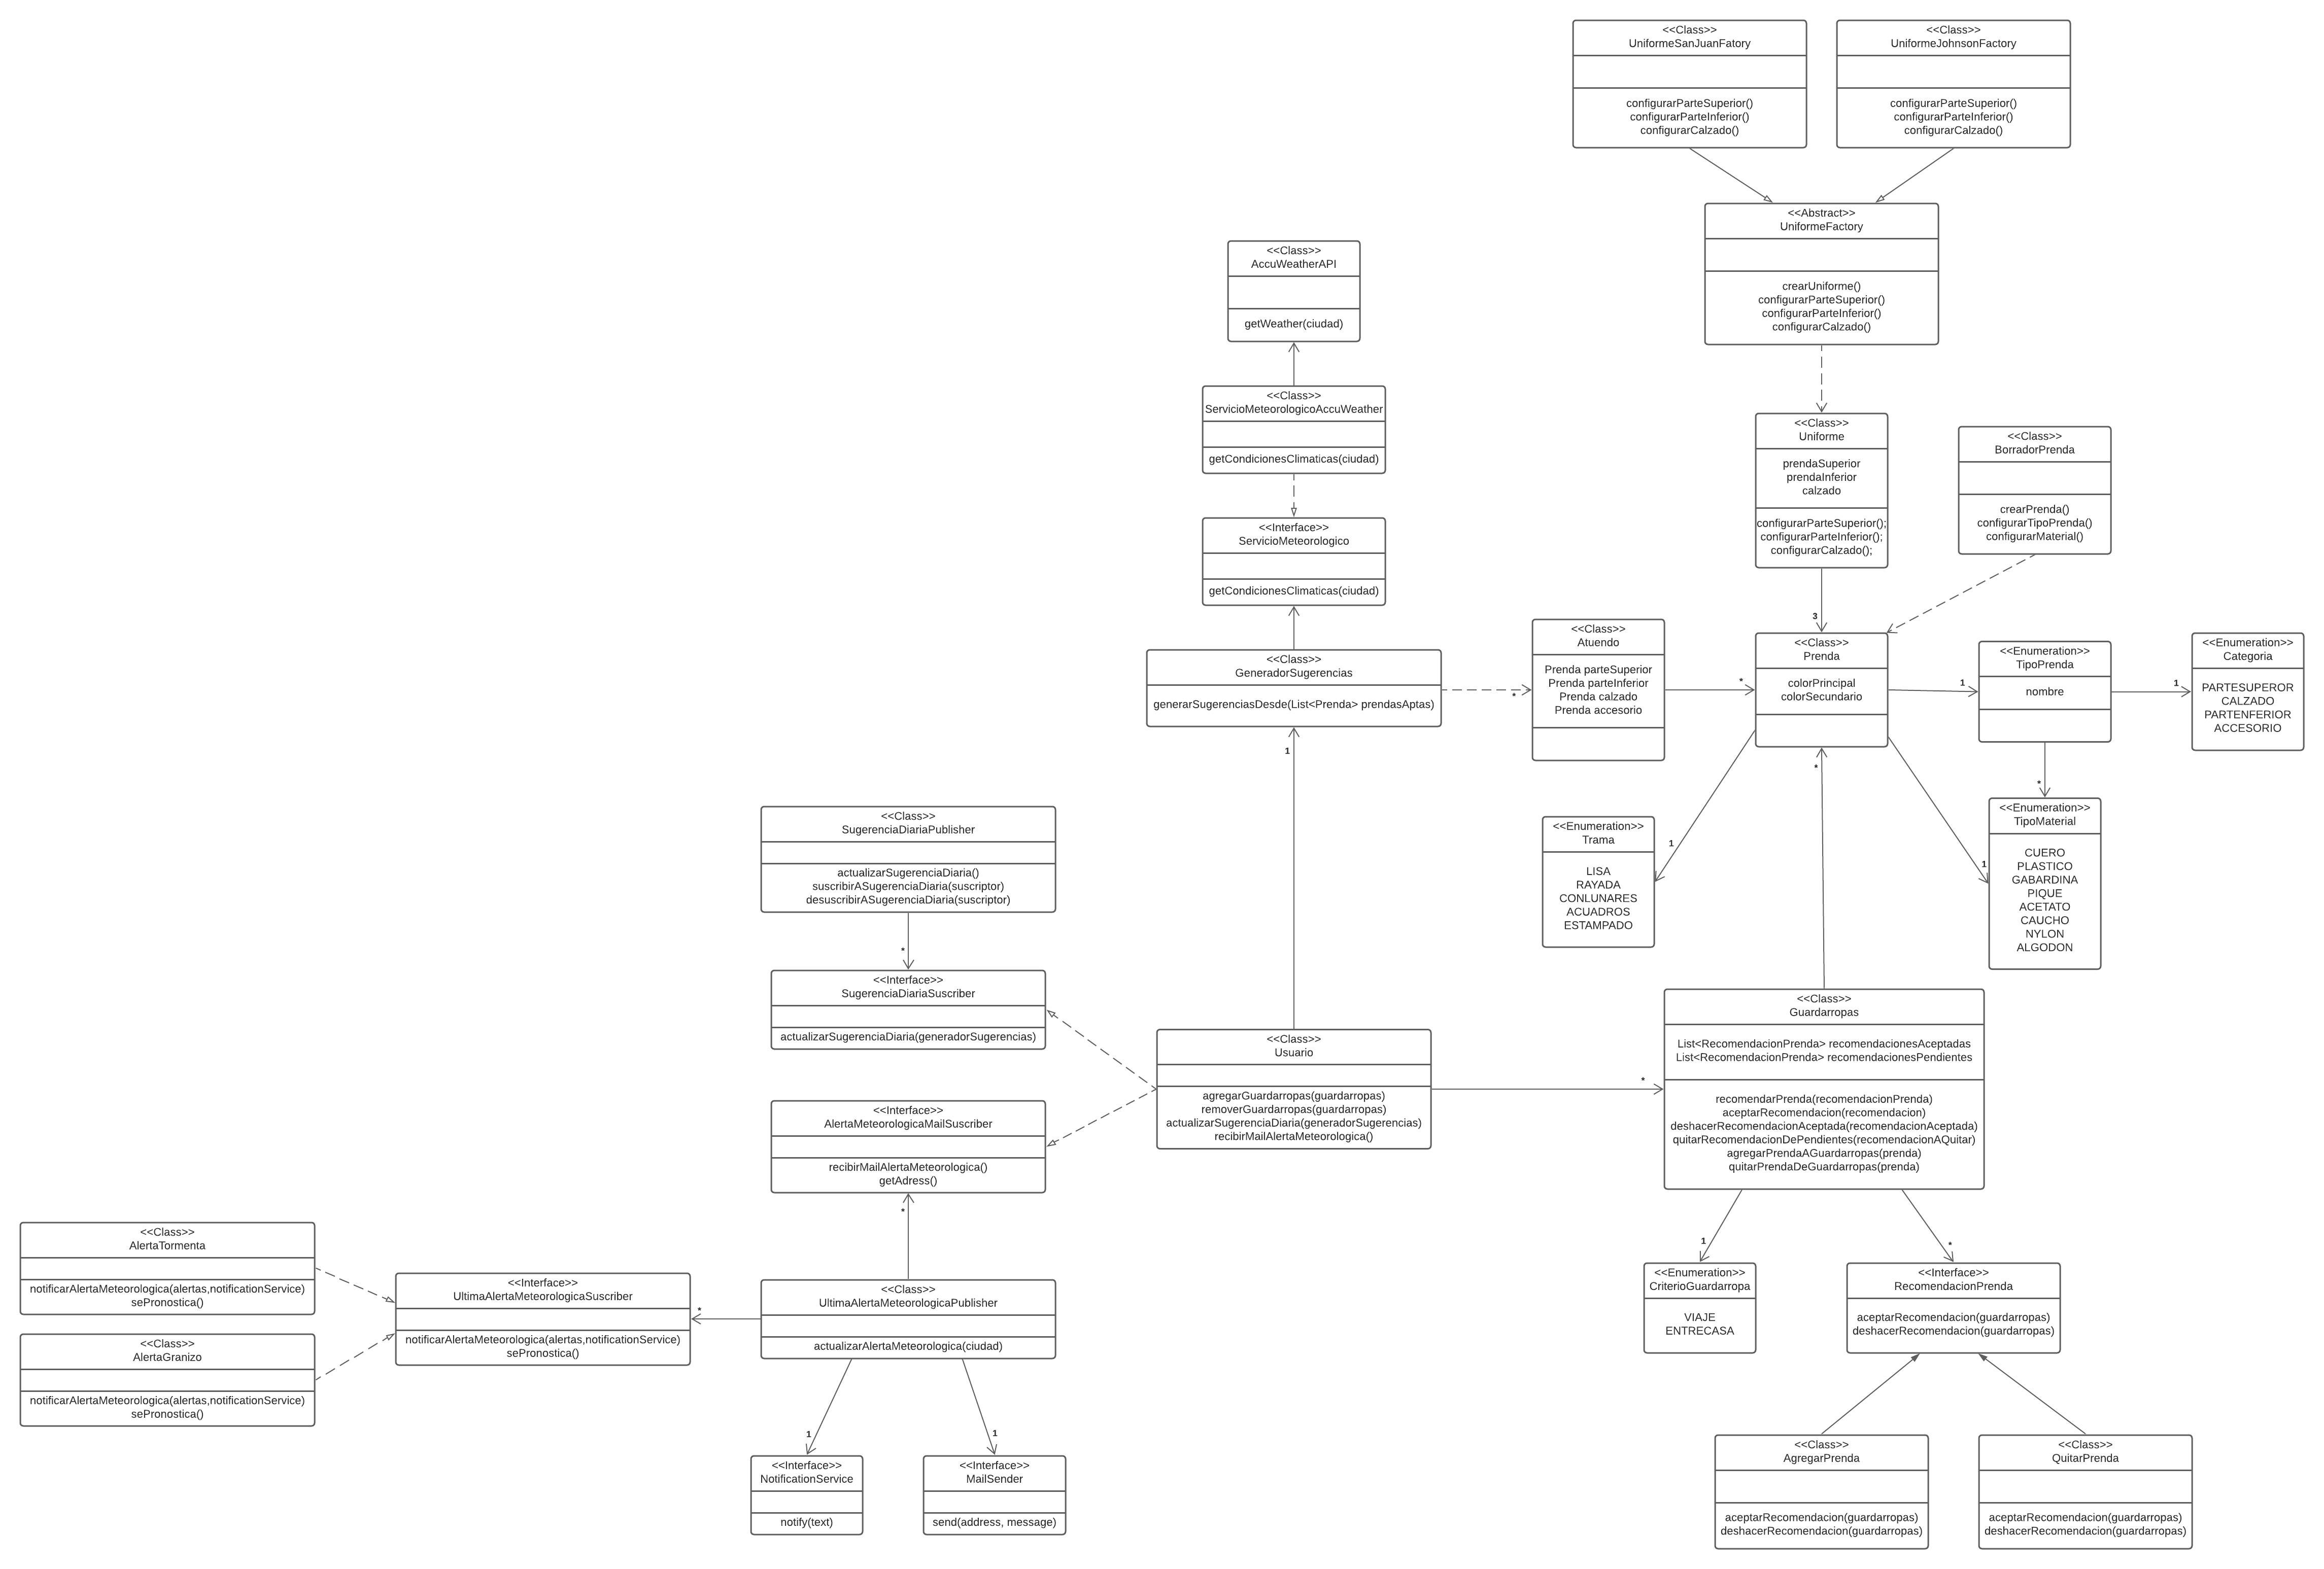 <<Class>>
UniformeSanJuanFatory
configurarParteSuperior()
configurarParteInferior()
configurarCalzado()
<<Class>>
UniformeJohnsonFactory
configurarParteSuperior()
configurarParteInferior()
configurarCalzado()
<<Abstract>>
UniformeFactory
crearUniforme()
configurarParteSuperior()
configurarParteInferior()
configurarCalzado()
<<Class>>
AccuWeatherAPI
getWeather(ciudad)
<<Class>>
ServicioMeteorologicoAccuWeather
getCondicionesClimaticas(ciudad)
<<Interface>>
ServicioMeteorologico
getCondicionesClimaticas(ciudad)
<<Class>>
Uniforme
prendaSuperior
prendaInferior
calzado
configurarParteSuperior();
configurarParteInferior();
configurarCalzado();
3
<<Class>>
BorradorPrenda
crearPrenda()
configurarTipoPrenda()
configurarMaterial()
<<Class>>
GeneradorSugerencias
generarSugerenciasDesde(List<Prenda> prendasAptas)
*
1
<<Class>>
Atuendo
Prenda parteSuperior
Prenda parteInferior
Prenda calzado
Prenda accesorio
*
<<Class>>
Prenda
colorPrincipal
colorSecundario
1
<<Enumeration>>
TipoPrenda
nombre
1
<<Enumeration>>
Categoria
PARTESUPEROR
CALZADO
PARTENFERIOR
ACCESORIO
*
*
<<Enumeration>>
Trama
LISA
RAYADA
CONLUNARES
ACUADROS
ESTAMPADO
1
1
<<Enumeration>>
TipoMaterial
CUERO
PLASTICO
GABARDINA
PIQUE
ACETATO
CAUCHO
NYLON
ALGODON
<<Class>>
SugerenciaDiariaPublisher
actualizarSugerenciaDiaria()
suscribirASugerenciaDiaria(suscriptor)
desuscribirASugerenciaDiaria(suscriptor)
*
<<Interface>>
SugerenciaDiariaSuscriber
actualizarSugerenciaDiaria(generadorSugerencias)
<<Class>>
Usuario
agregarGuardarropas(guardarropas)
removerGuardarropas(guardarropas)
actualizarSugerenciaDiaria(generadorSugerencias)
recibirMailAlertaMeteorologica()
*
<<Class>>
Guardarropas
List<RecomendacionPrenda> recomendacionesAceptadas
List<RecomendacionPrenda> recomendacionesPendientes
recomendarPrenda(recomendacionPrenda)
aceptarRecomendacion(recomendacion)
deshacerRecomendacionAceptada(recomendacionAceptada)
quitarRecomendacionDePendientes(recomendacionAQuitar)
agregarPrendaAGuardarropas(prenda)
quitarPrendaDeGuardarropas(prenda)
<<Interface>>
AlertaMeteorologicaMailSuscriber
recibirMailAlertaMeteorologica()
getAdress()
*
<<Class>>
AlertaTormenta
notificarAlertaMeteorologica(alertas,notificationService)
sePronostica()
<<Class>>
AlertaGranizo
notificarAlertaMeteorologica(alertas,notificationService)
sePronostica()
<<Interface>>
UltimaAlertaMeteorologicaSuscriber
notificarAlertaMeteorologica(alertas,notificationService)
sePronostica()
*
<<Class>>
UltimaAlertaMeteorologicaPublisher
actualizarAlertaMeteorologica(ciudad)
1
1
<<Interface>>
NotificationService
notify(text)
<<Interface>>
MailSender
send(address, message)
1
*
<<Enumeration>>
CriterioGuardarropa
VIAJE
ENTRECASA
<<Interface>>
RecomendacionPrenda
aceptarRecomendacion(guardarropas)
deshacerRecomendacion(guardarropas)
<<Class>>
AgregarPrenda
aceptarRecomendacion(guardarropas)
deshacerRecomendacion(guardarropas)
<<Class>>
QuitarPrenda
aceptarRecomendacion(guardarropas)
deshacerRecomendacion(guardarropas)